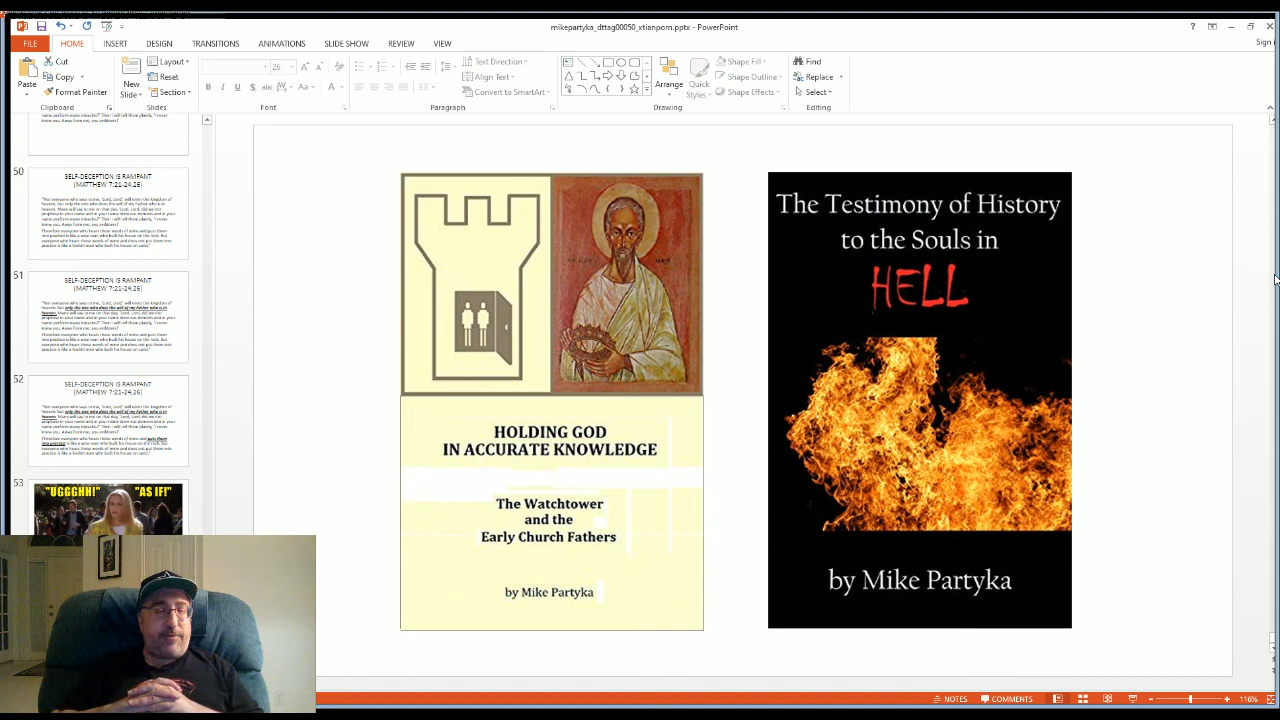 mikepartyka_dttag00050_xtianpom.pptx - PowerPoint
Sign
FILE HOME INSERT DESIGN TRANSITIONS ANIMATIONS SLIDE SHOW REVIEW VIEW
Paste
Cut
Copy
Format Painter
Clipboard
New
Slide
Layout
Reset
Section
Slides
26
Font
Text Direction
Align Text
Convert to SmartArt
Paragraph
Arrange
Quick
Styles
Shape Fill
Shape Outline
Shape Effects
Drawing
Find
Replace
Select
Editing
50
SELF-DECEPTION IS RAMPANT
(MATTHEW 7:21-24,26)
51
SELF-DECEPTION IS RAMPANT
(MATTHEW 7:21-24,26)
52
SELF-DECEPTION IS RAMPANT
(MATTHEW 7:21-24,26)
53
"UGGGHH!" "AS IF!"
HOLDING GOD
IN ACCURATE KNOWLEDGE
The Watchtower
and the
Early Church Fathers
by Mike Partyka
The Testimony of History
to the Souls in
HELL
by Mike Partyka
NOTES COMMENTS 116%